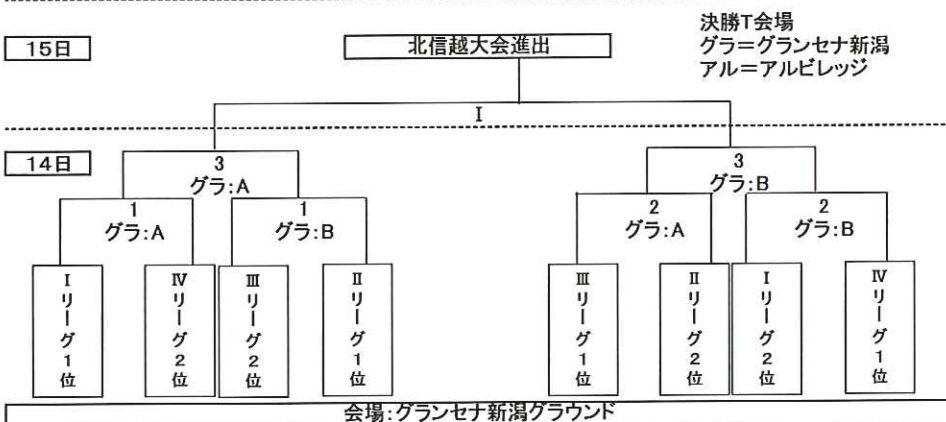 決勝T会場
グラ=グランセナ新潟
アル=アルビレッジ
15日
北信越大会進出
I
14日
3
グラ:A
3
グラ:B
1
グラ:A
1
グラ:B
2
グラ:A
2
グラ:B
Ⅰリーグ1位
Ⅳリーグ2位
Ⅲリーグ2位
Ⅱリーグ1位
Ⅲリーグ1位
Ⅱリーグ2位
Ⅰリーグ2位
Ⅳリーグ1位
会場:グランセナ新潟グラウンド